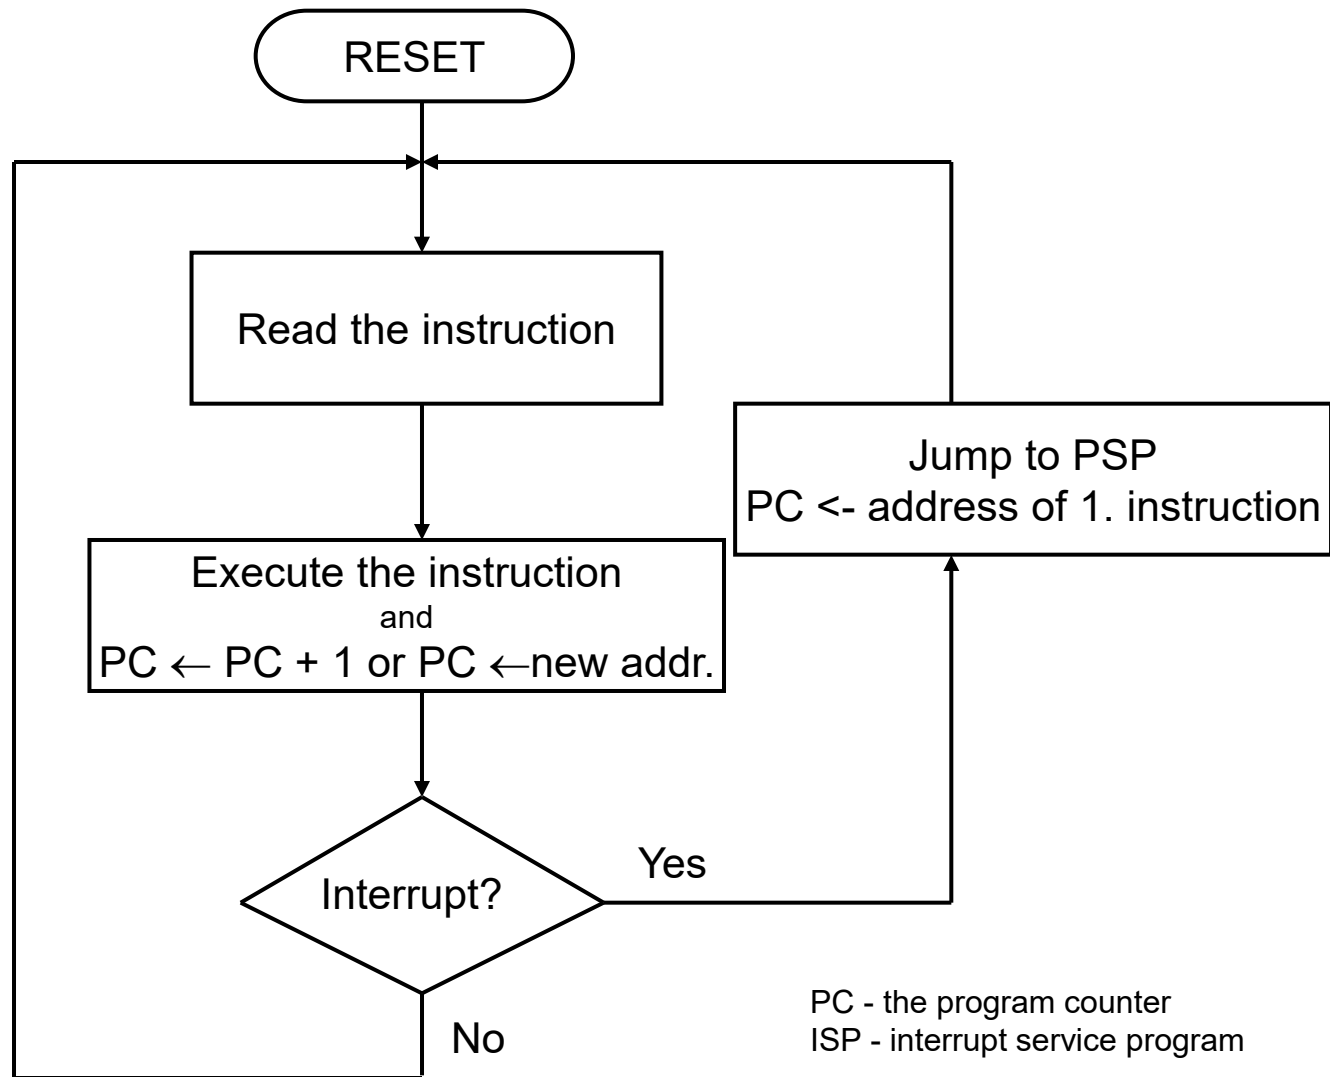 RESET
Read the instruction
Jump to PSP
PC <- address of 1. instruction
Execute the instruction
and
PC ← PC + 1 or PC ←new addr.
Interrupt?
Yes
No
PC - the program counter
ISP - interrupt service program